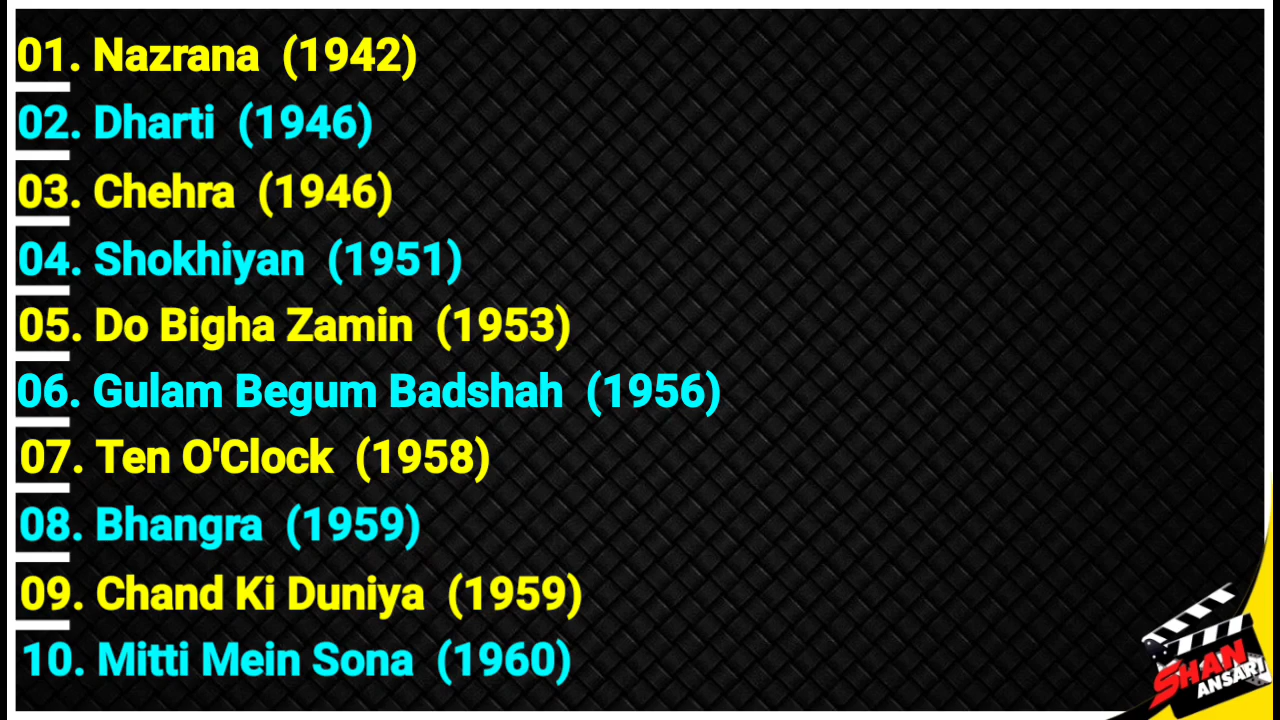 01. Nazrana (1942)
02. Dharti (1946)
03. Chehra (1946)
04. Shokhiyan (1951)
05. Do Bigha Zamin (1953)
06. Gulam Begum Badshah (1956)
07. Ten O'Clock (1958)
08. Bhangra (1959)
09. Chand Ki Duniya (1959)
10. Mitti Mein Sona (1960)
SHAN
ANSARI